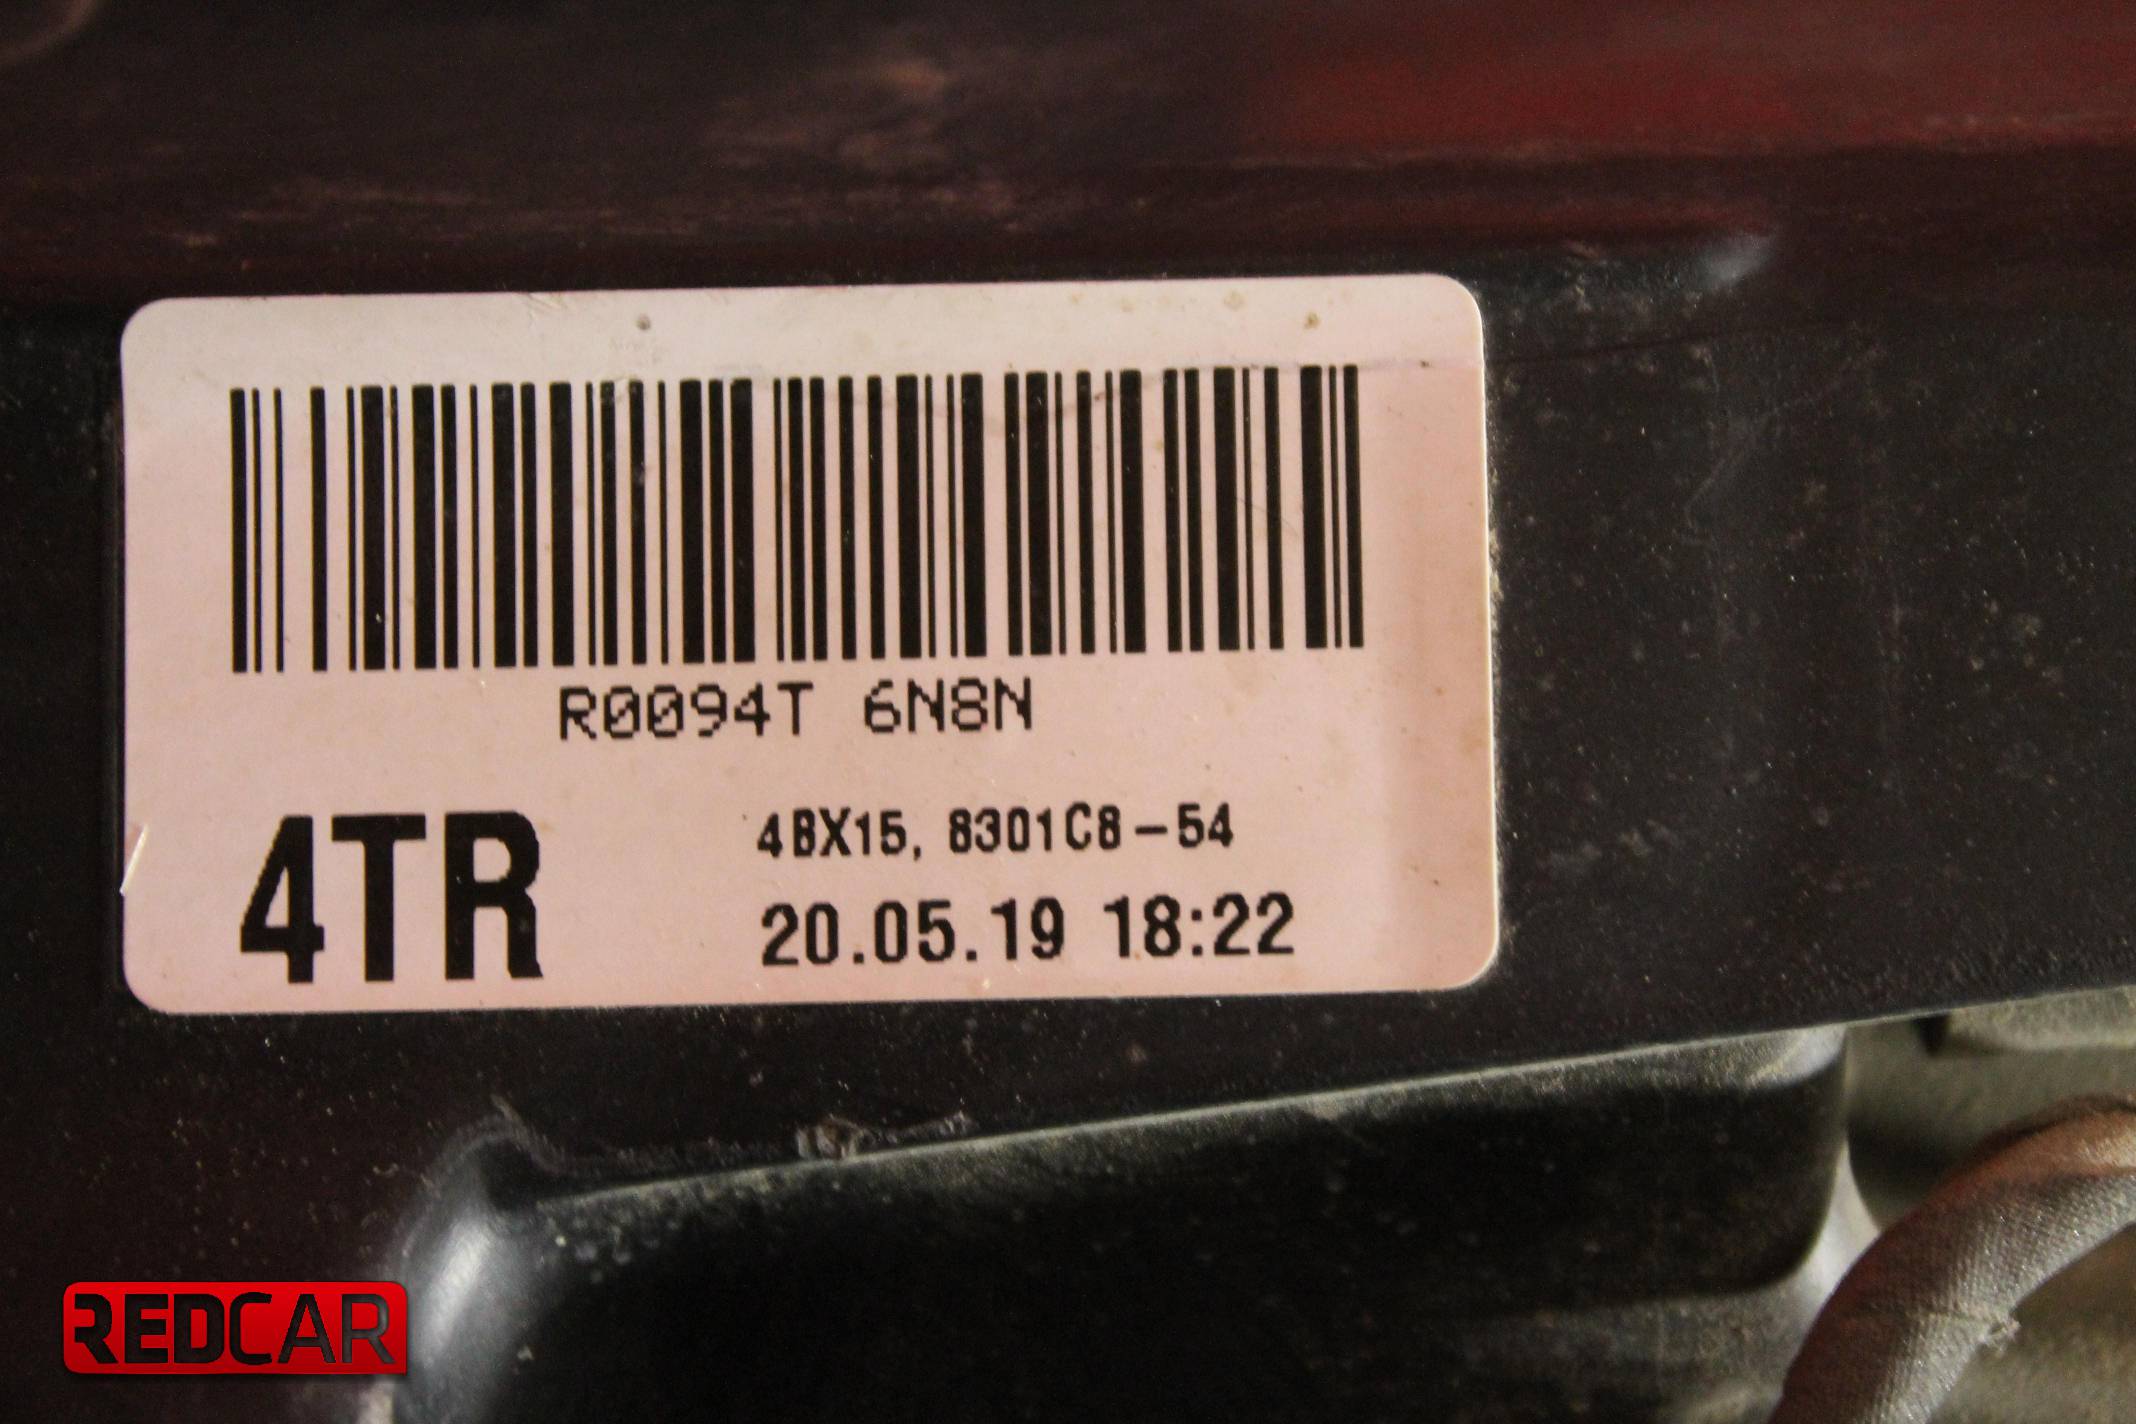 R0094T 6N8N
4TR
4BX15, 8301C8-54
20.05.19 18:22
REDCAR